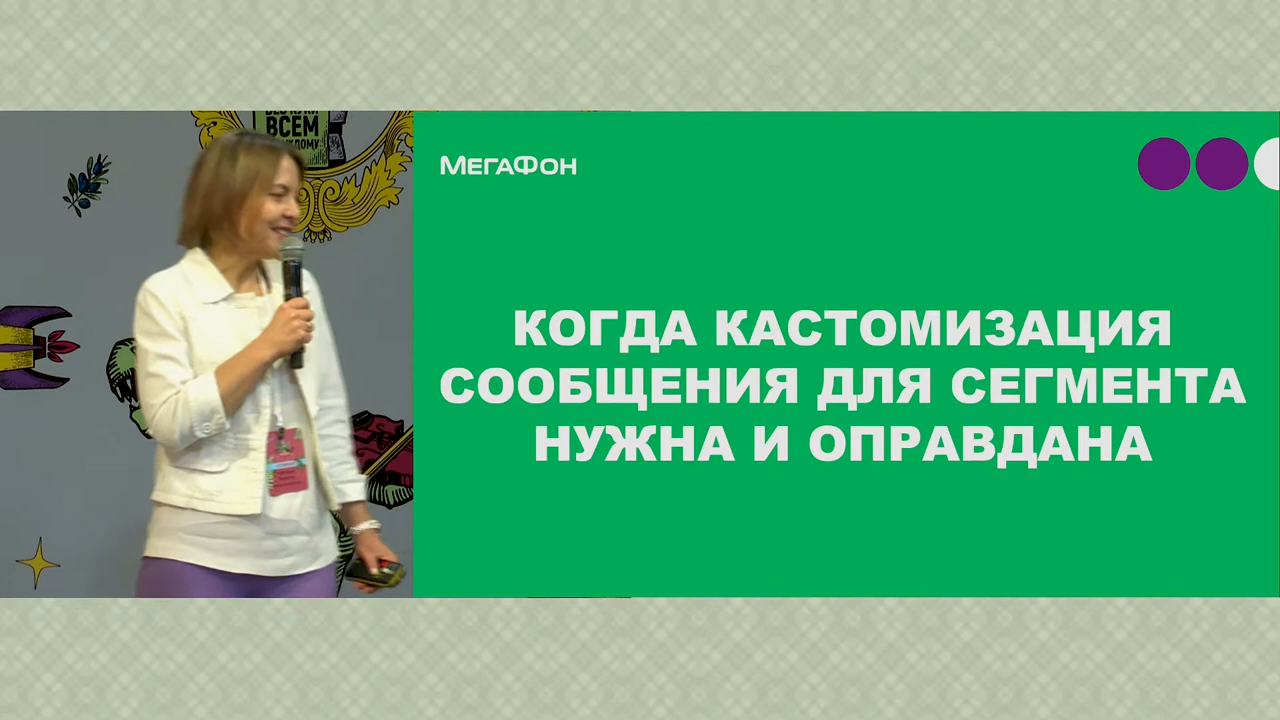 ВСЕМ
МЕГАФОН
КОГДА КАСТОМИЗАЦИЯ
СООБЩЕНИЯ ДЛЯ СЕГМЕНТА
НУЖНА И ОПРАВДАНА